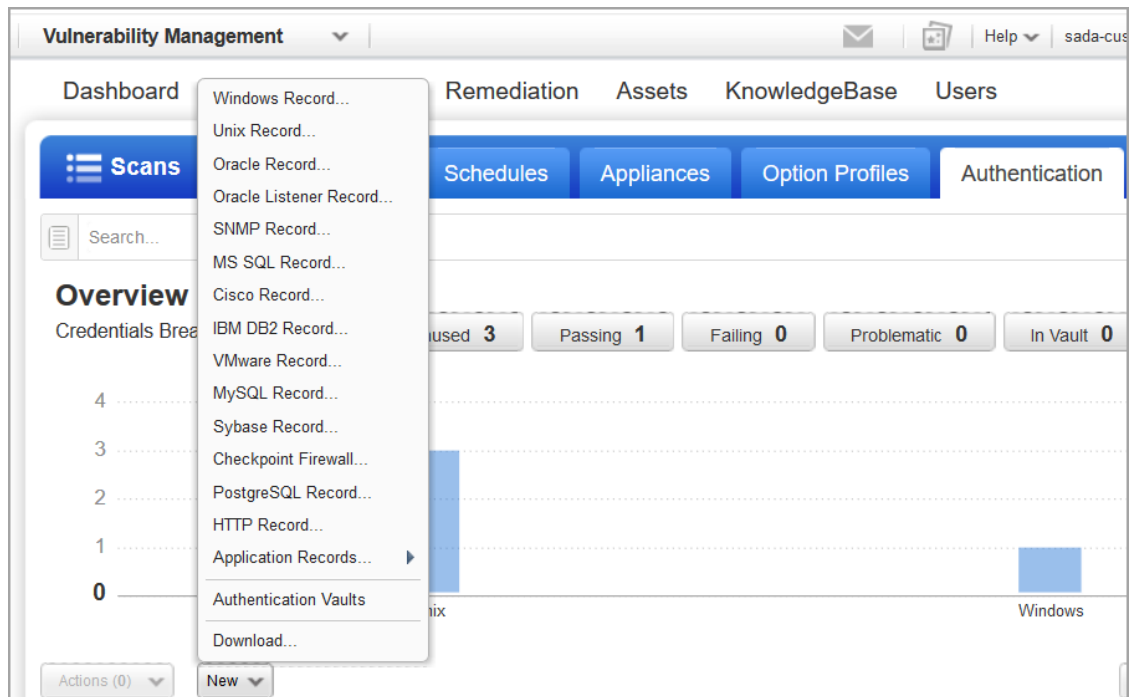 Vulnerability Management Help sada-cus
Dashboard Remediation Assets KnowledgeBase Users
Scans Schedules Appliances Option Profiles Authentication
Search...
Overview
Credentials Brea used 3 Passing 1 Failing 0 Problematic 0 In Vault 0
Windows Record...
Unix Record...
Oracle Record...
Oracle Listener Record...
SNMP Record...
MS SQL Record...
Cisco Record...
IBM DB2 Record...
VMware Record...
MySQL Record...
Sybase Record...
Checkpoint Firewall...
PostgreSQL Record...
HTTP Record...
Application Records...
Authentication Vaults
Download...
4
3
2
1
0
nix Windows
Actions (0) New